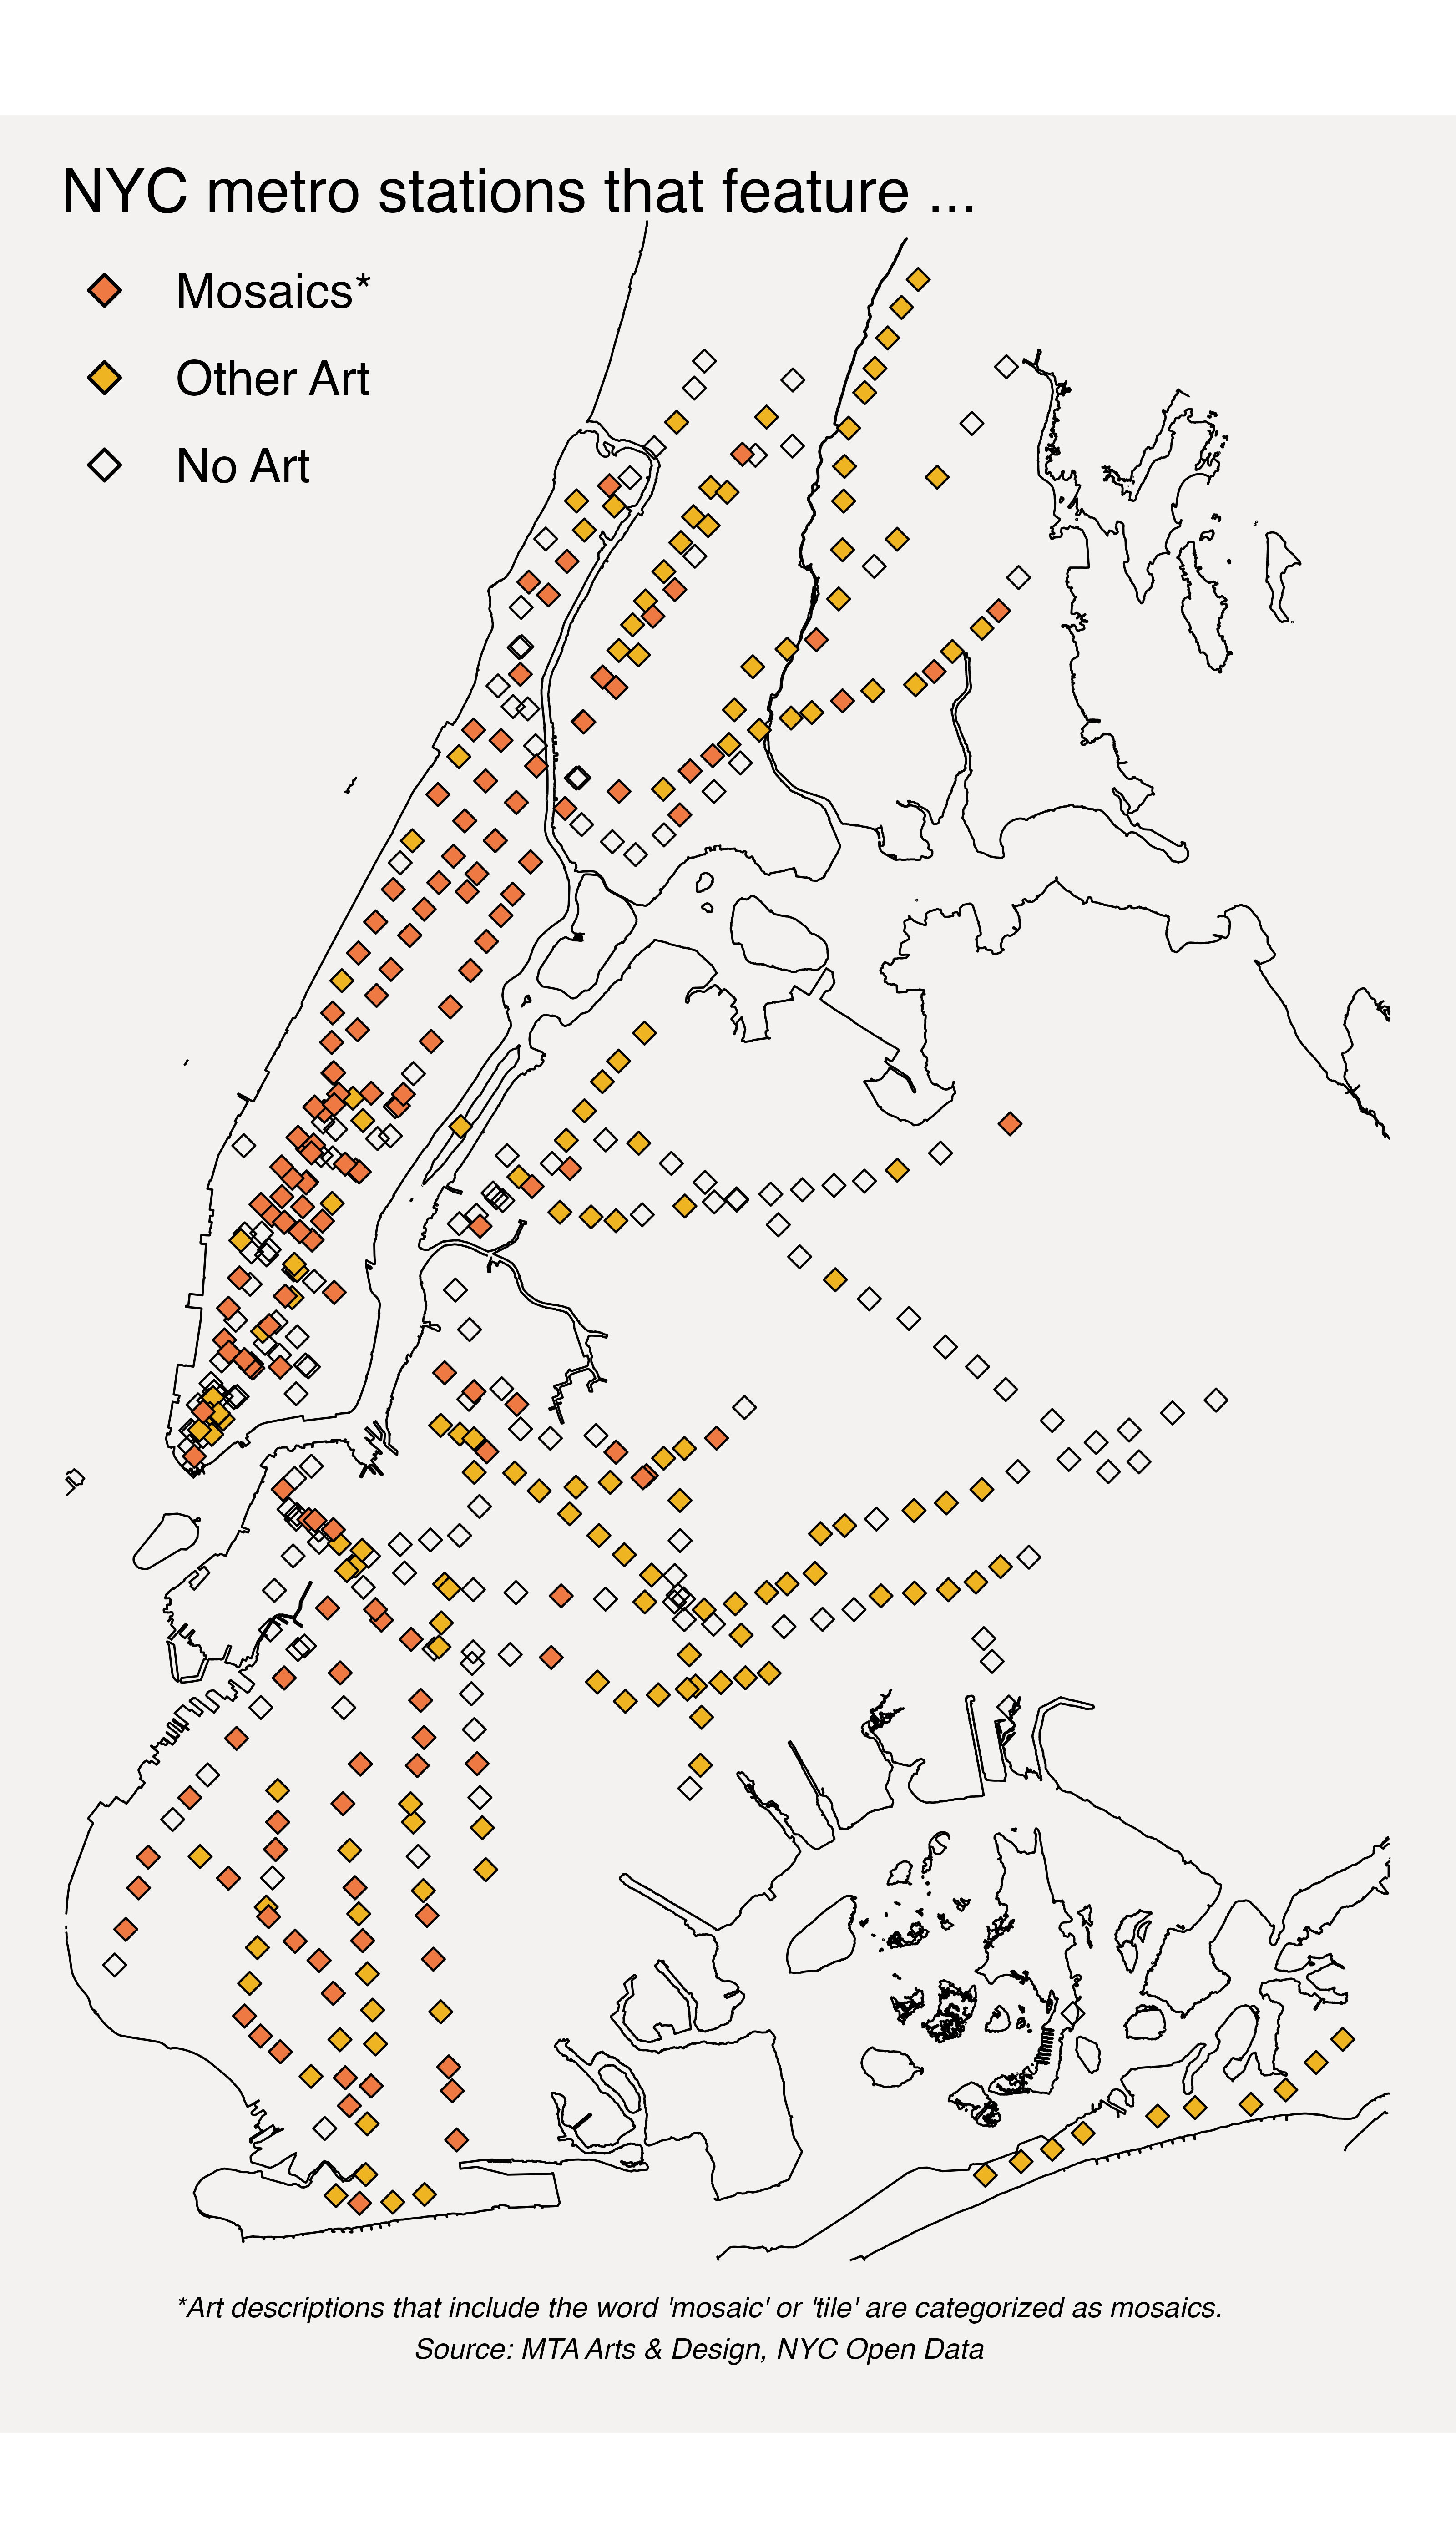 NYC metro stations that feature ...
Mosaics*
Other Art
No Art
*Art descriptions that include the word 'mosaic' or 'tile' are categorized as mosaics.
Source: MTA Arts & Design, NYC Open Data